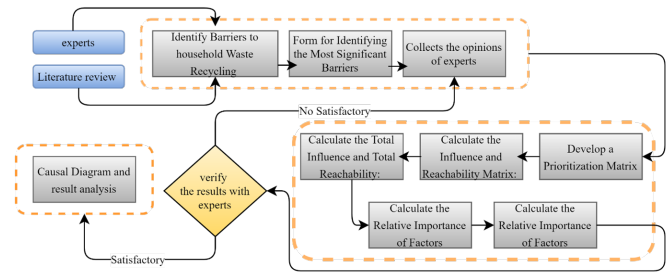 experts
Literature review
Identify Barriers to
household Waste
Recycling
Form for Identifying
the Most Significant
Barriers
Collects the opinions
of experts
No Satisfactory
Develop a
Prioritization Matrix
Calculate the
Influence and
Reachability Matrix:
Calculate the Total
Influence and Total
Reachability:
Calculate the
Relative Importance
of Factors
Calculate the
Relative Importance
of Factors
verify
the results with
experts
Satisfactory
Causal Diagram and
result analysis